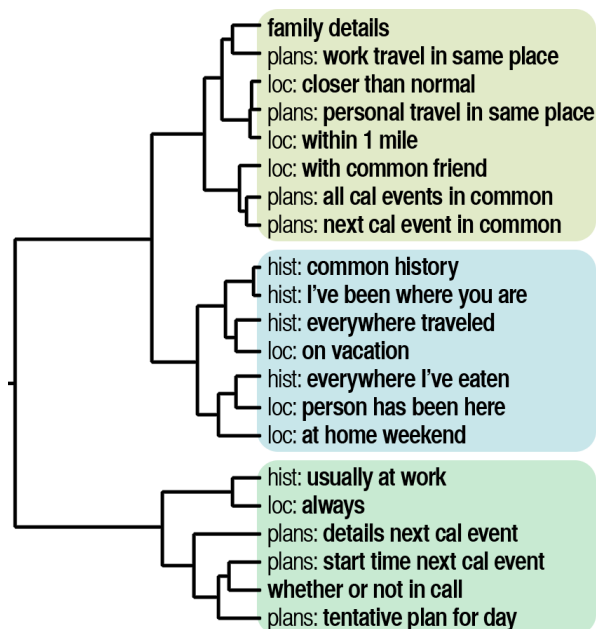 family details
plans: work travel in same place
loc: closer than normal
plans: personal travel in same place
loc: within 1 mile
loc: with common friend
plans: all cal events in common
plans: next cal event in common
hist: common history
hist: I've been where you are
hist: everywhere traveled
loc: on vacation
hist: everywhere I've eaten
loc: person has been here
loc: at home weekend
hist: usually at work
loc: always
plans: details next cal event
plans: start time next cal event
whether or not in call
plans: tentative plan for day